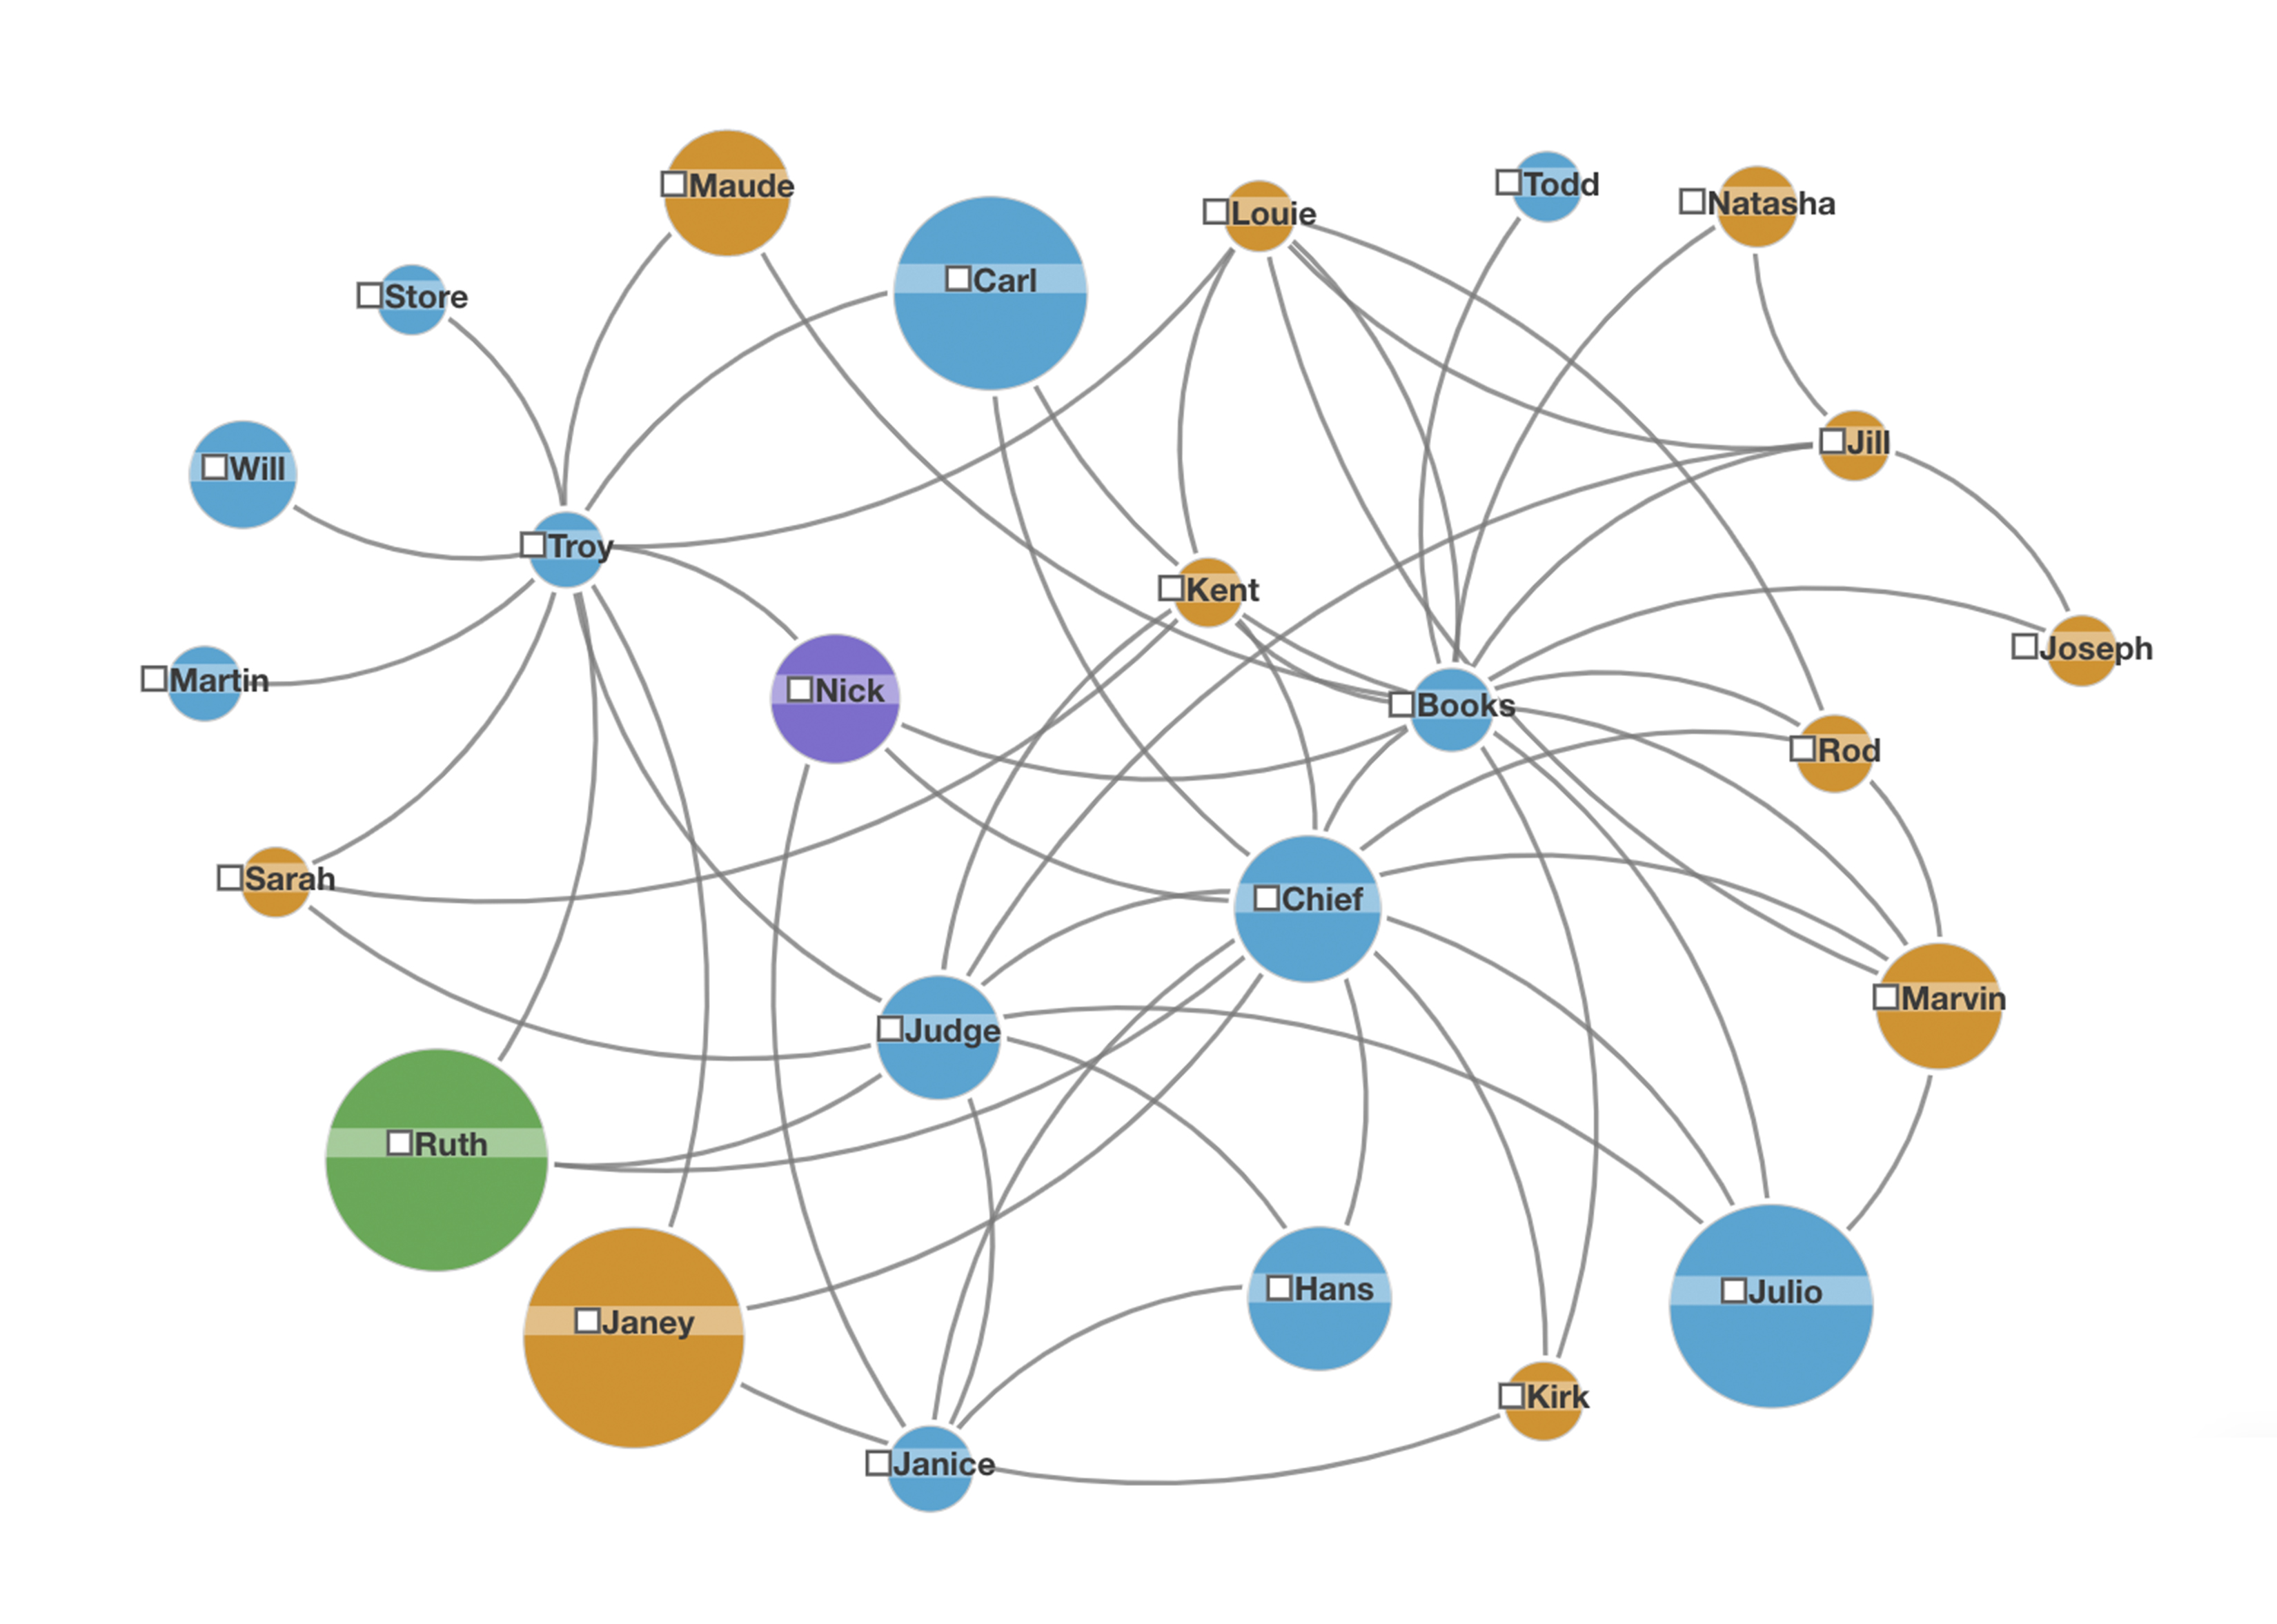 Maude
Todd
Natasha
Louie
Carl
Store
Jill
Will
Troy
Kent
Joseph
Martin
Nick
Books
Rod
Sarah
Chief
Marvin
Judge
Ruth
Hans
Julio
Janey
Kirk
Janice